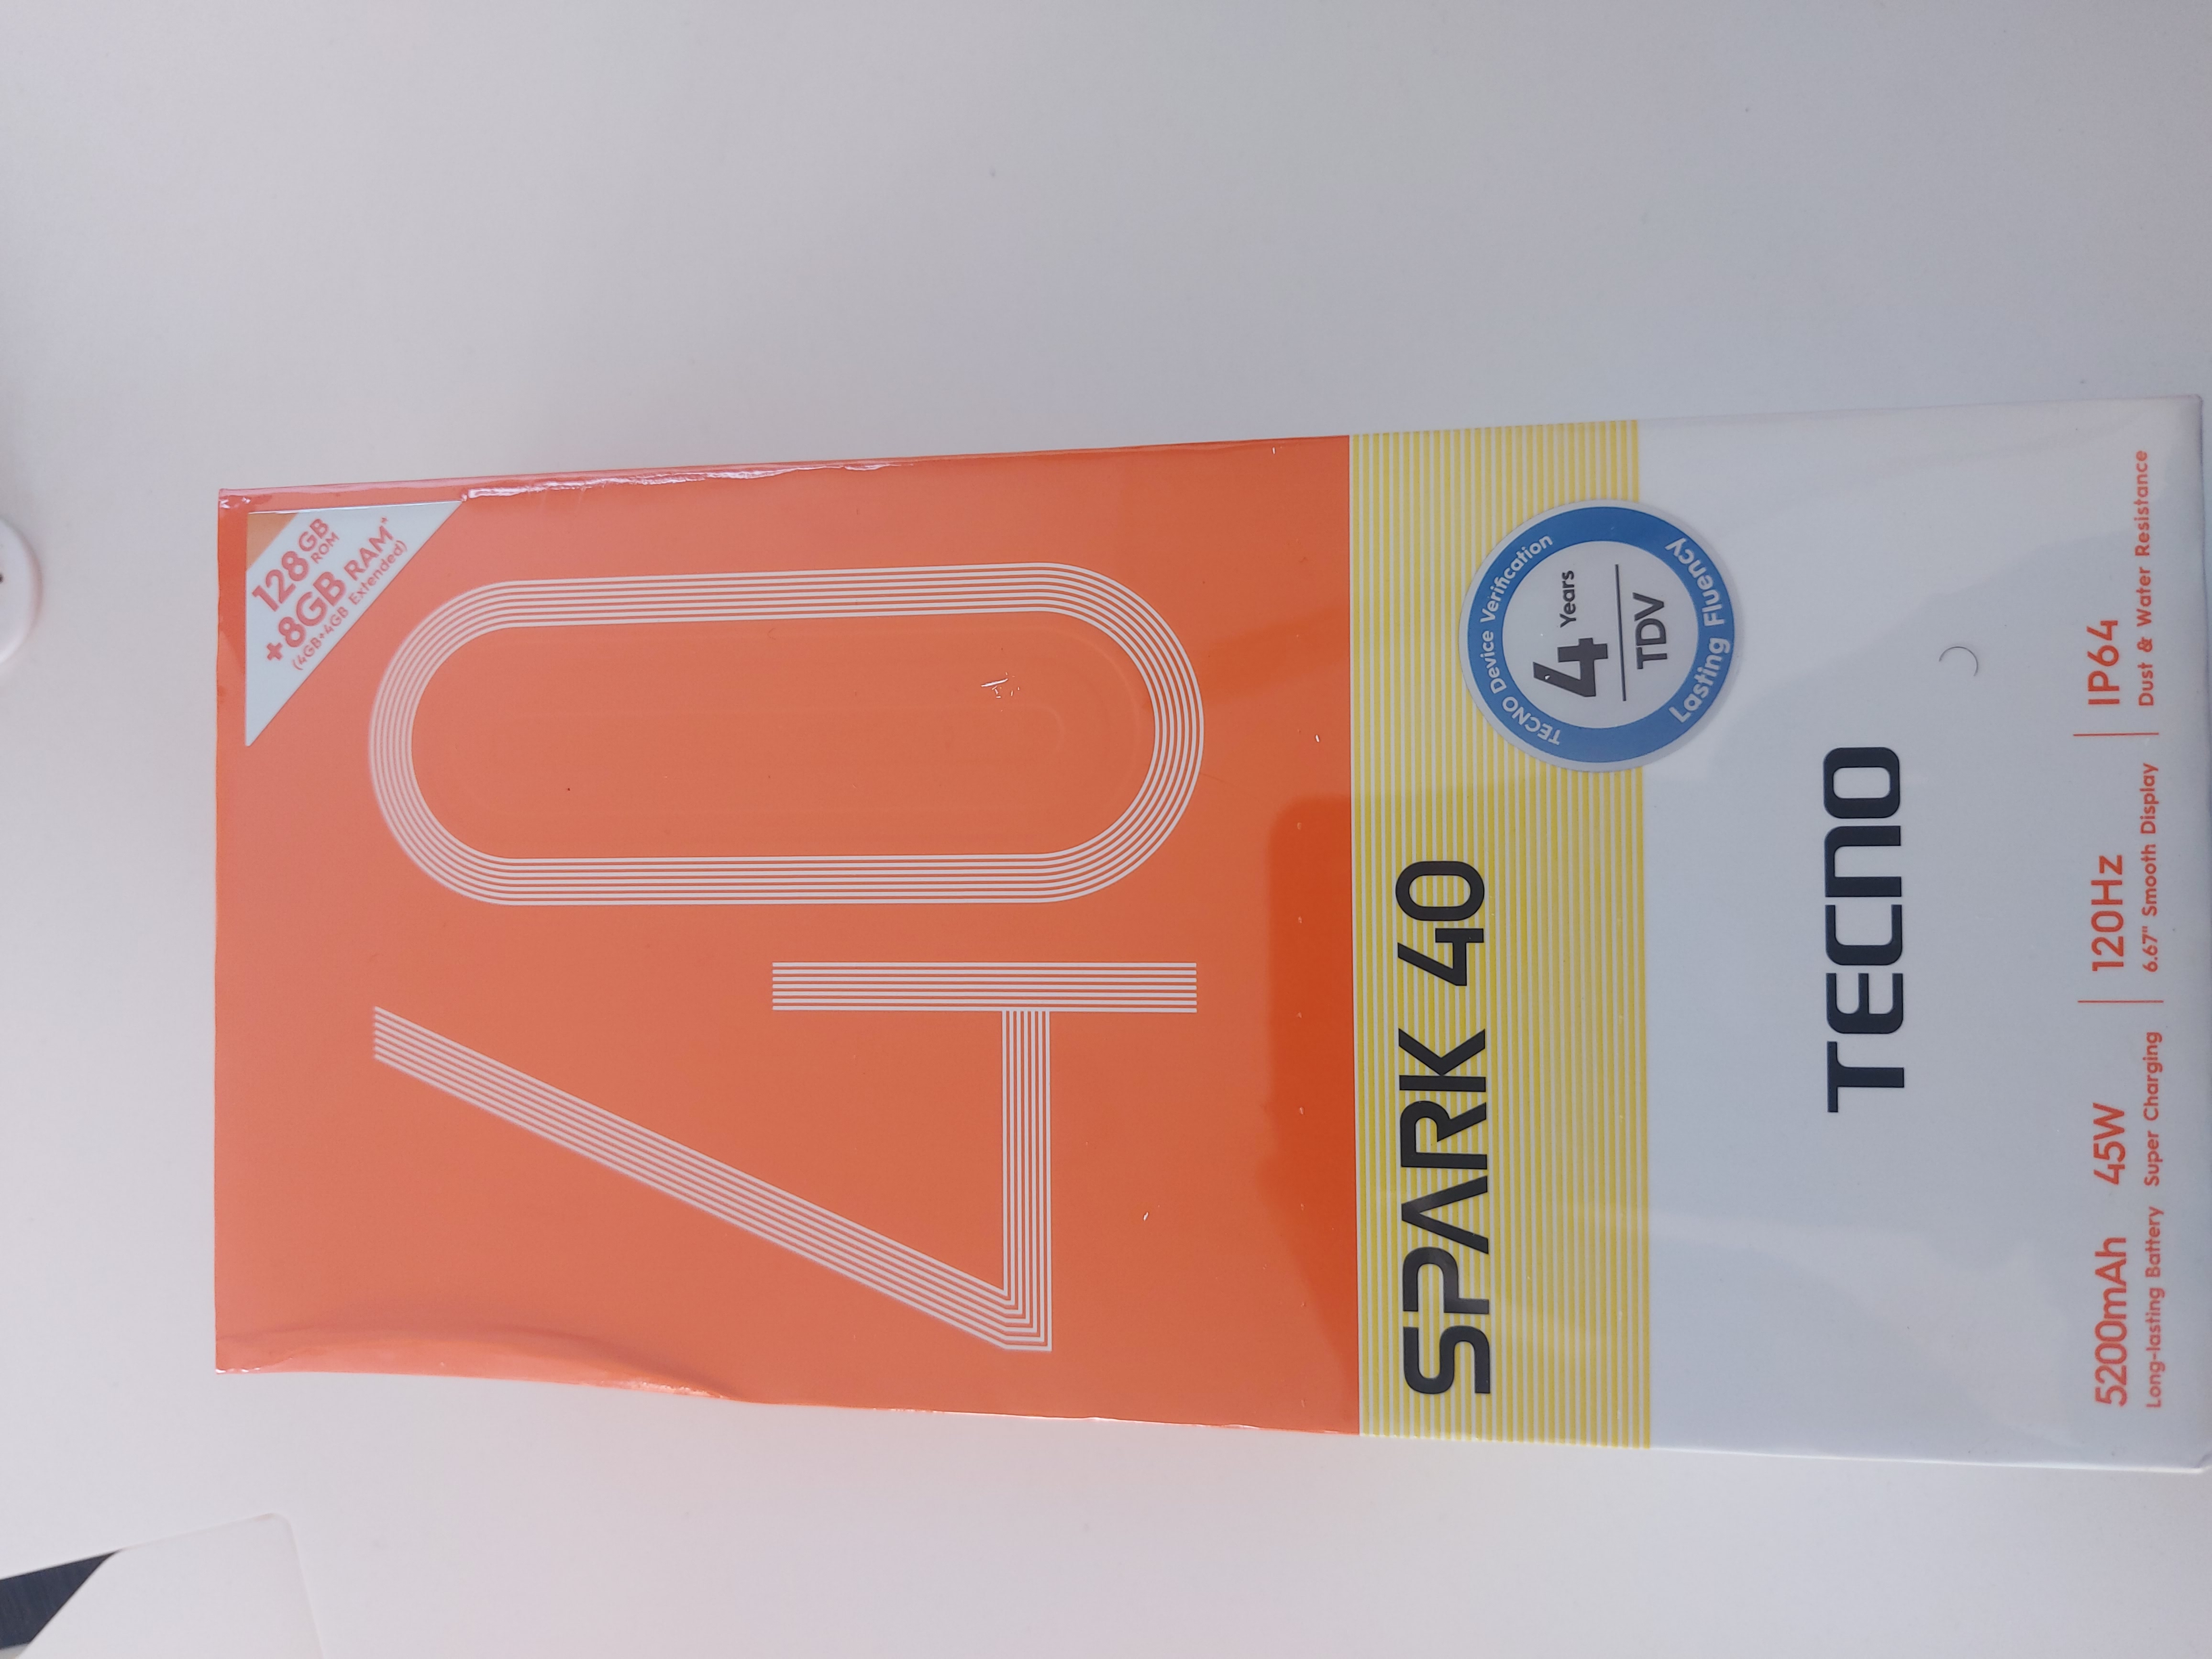 128GB
ROM
+8GB RAM*
(4GB+4GB Extended)
40
SPARK 40
TECNO Device Verification
4 Years
TDV
Lasting Fluency
TECNO
5200mAh 45W | 120Hz | IP64
Long-lasting Battery Super Charging | 6.67" Smooth Display | Dust & Water Resistance